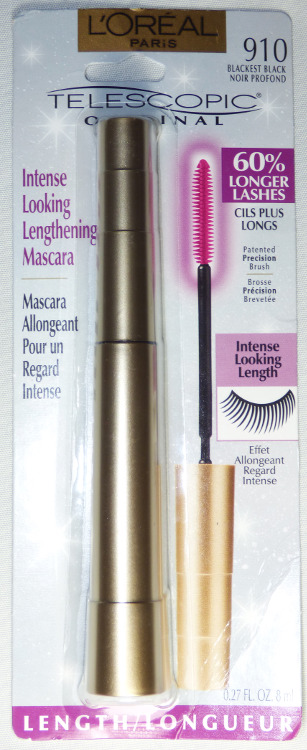 L'ORÉAL
PARIS
910
BLACKEST BLACK
NOIR PROFOND
TELESCOPIC®
ORIGINAL
Intense
Looking
Lengthening
Mascara
Mascara
Allongeant
Pour un
Regard
Intense
60%
LONGER
LASHES
CILS PLUS
LONGS
Patented
Precision
Brush
Brosse
Précision
Brevetée
Intense
Looking
Length
Effet
Allongeant
Regard
Intense
0.27 FL. OZ. 8 ml
LENGTH/LONGUEUR